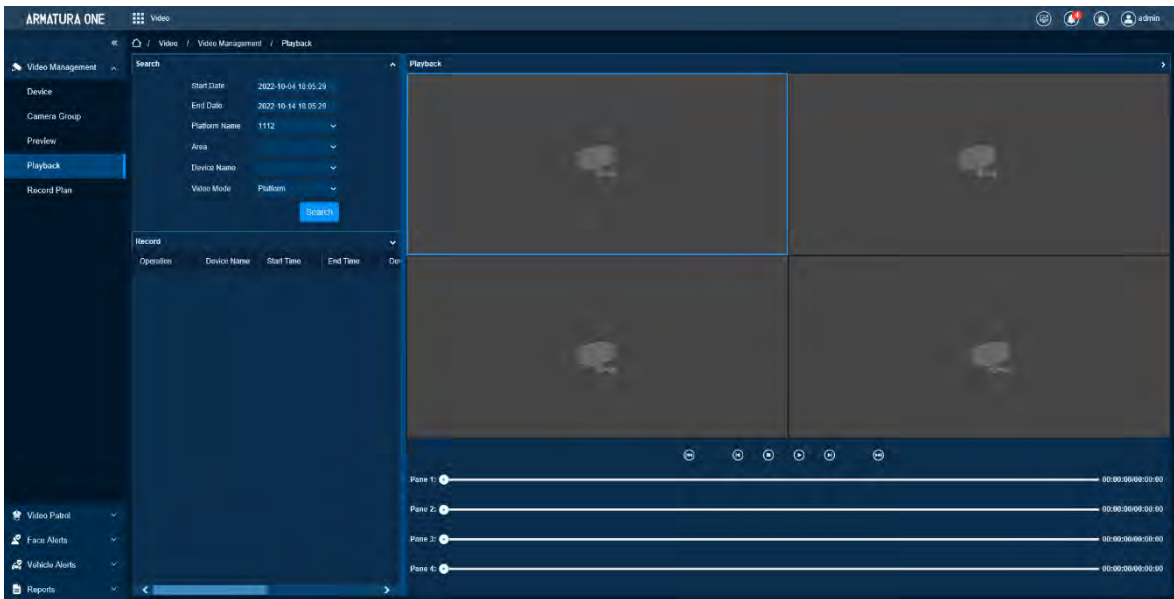 ARMATURA ONE
Video
4
admin
/ Video / Video Management / Playback
Video Management
Device
Camera Group
Preview
Playback
Record Plan
Video Patrol
Face Alerts
Vehicle Alerts
Reports
Search
Start Date 2022-10-04 18:05:29
End Date 2022-10-14 18:05:29
Platform Name 1112
Area
Device Name
Video Mode Platform
Search
Record
Operation Device Name Start Time End Time
Playback
Pane 1: 00:00:00/00:00:00
Pane 2: 00:00:00/00:00:00
Pane 3: 00:00:00/00:00:00
Pane 4: 00:00:00/00:00:00